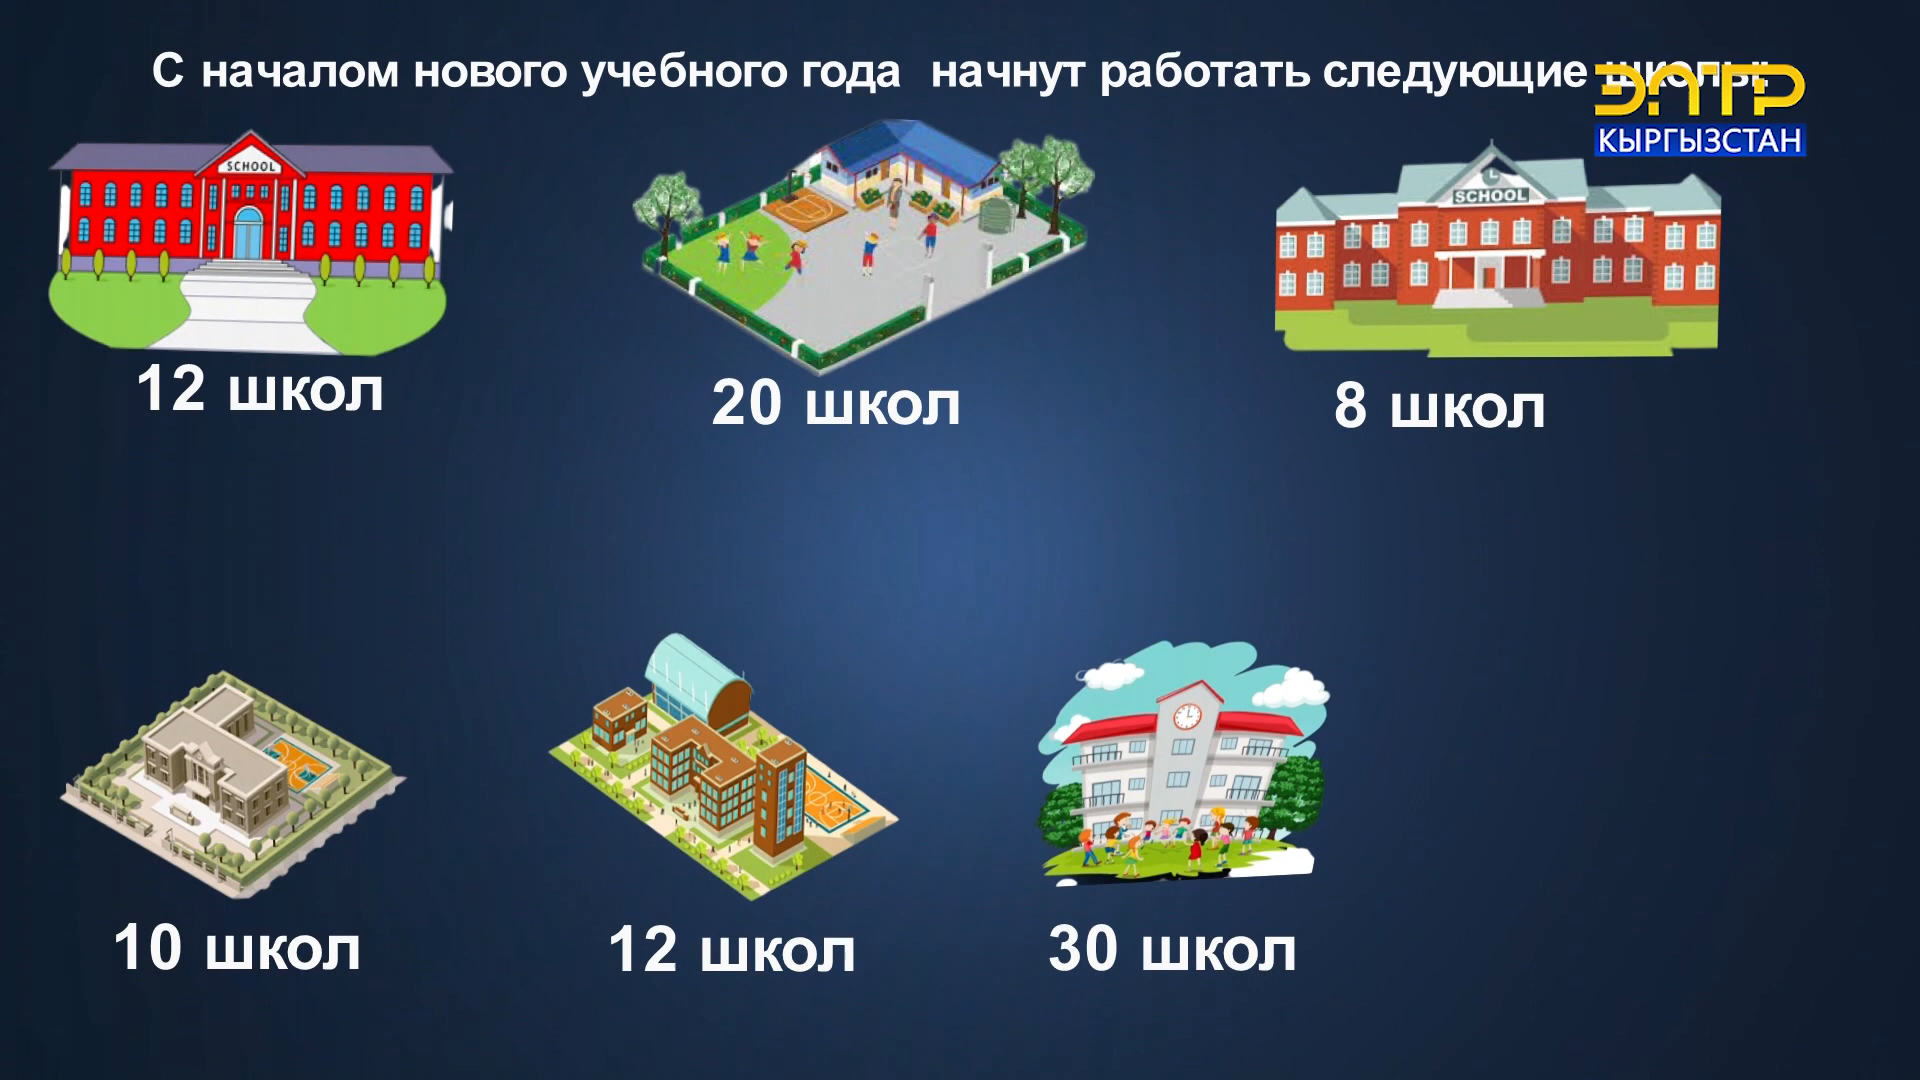 С началом нового учебного года начнут работать следующие школы:
ЭЛТР
КЫРГЫЗСТАН
SCHOOL
SCHOOL
12 школ
20 школ
8 школ
10 школ
12 школ
30 школ